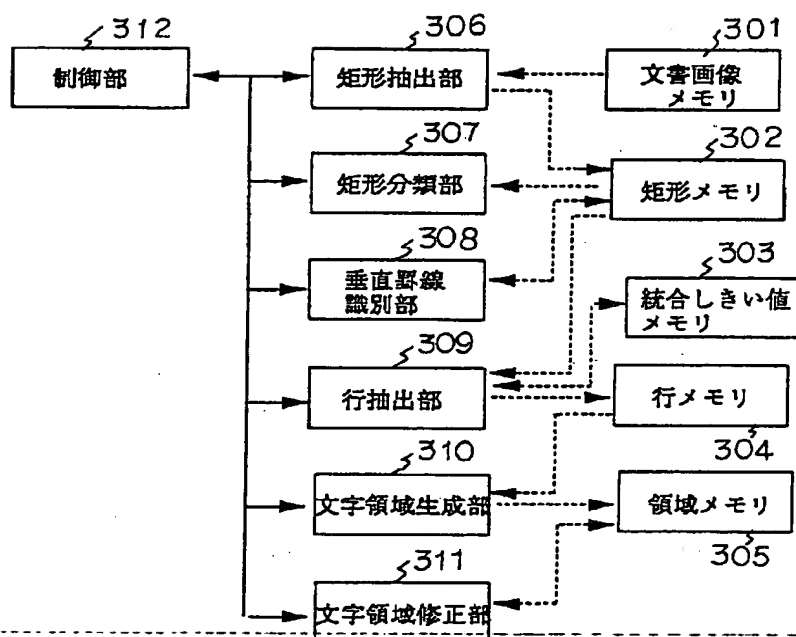 312
制御部
306
矩形抽出部
301
文書画像
メモリ
307
矩形分類部
302
矩形メモリ
308
垂直罫線
識別部
303
統合しきい値
メモリ
309
行抽出部
行メモリ
304
310
文字領域生成部
領域メモリ
305
311
文字領域修正部